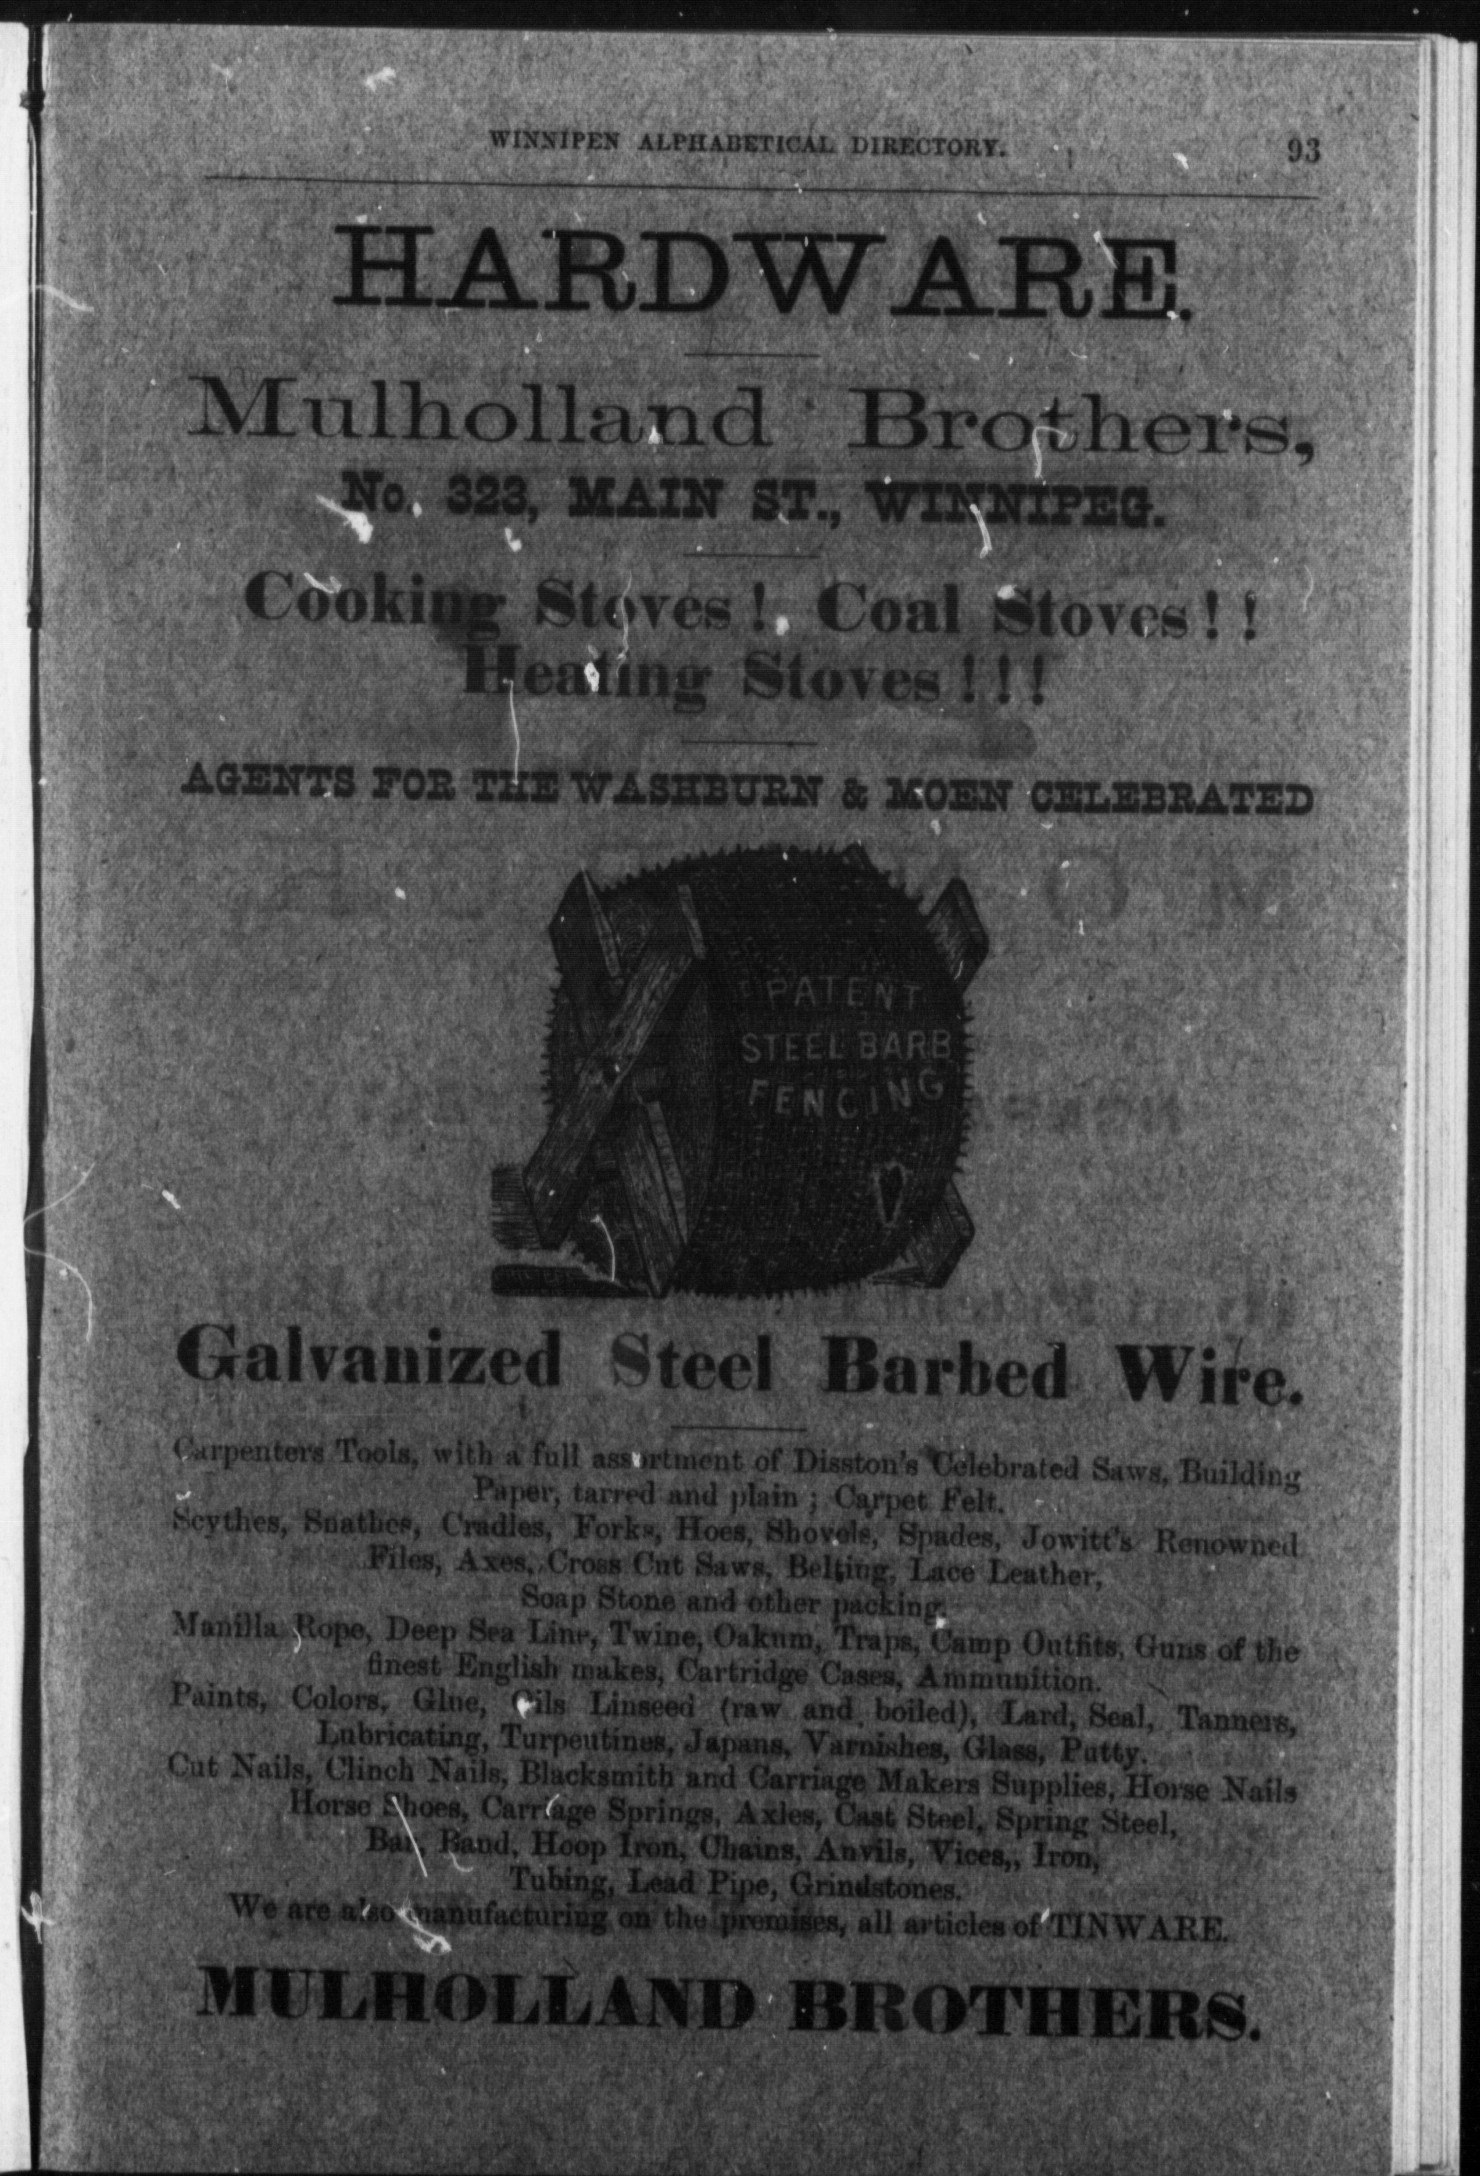 WINNIPEN ALPHABETICAL DIRECTORY. 93
HARDWARE.
Mulholland Brothers,
No. 323, MAIN ST., WINNIPEG.
Cooking Stoves! Coal Stoves!!
Heating Stoves!!!
AGENTS FOR THE WASHBURN & MOEN CELEBRATED
PATENT
STEEL BARB
FENCING
Galvanized Steel Barbed Wire.
Carpenters Tools, with a full assortment of Disston's Celebrated Saws, Building
Paper, tarred and plain; Carpet Felt.
Scythes, Snathes, Cradles, Forks, Hoes, Shovels, Spades, Jowitt's Renowned
Files, Axes, Cross Cut Saws, Belting, Lace Leather,
Soap Stone and other packing.
Manilla Rope, Deep Sea Line, Twine, Oakum, Traps, Camp Outfits, Guns of the
finest English makes, Cartridge Cases, Ammunition.
Paints, Colors, Glue, Oils Linseed (raw and boiled), Lard, Seal, Tanners,
Lubricating, Turpentines, Japans, Varnishes, Glass, Putty.
Cut Nails, Clinch Nails, Blacksmith and Carriage Makers Supplies, Horse Nails
Horse Shoes, Carriage Springs, Axles, Cast Steel, Spring Steel,
Bar, Band, Hoop Iron, Chains, Anvils, Vices,, Iron,
Tubing, Lead Pipe, Grindstones.
We are also manufacturing on the premises, all articles of TINWARE.
MULHOLLAND BROTHERS.